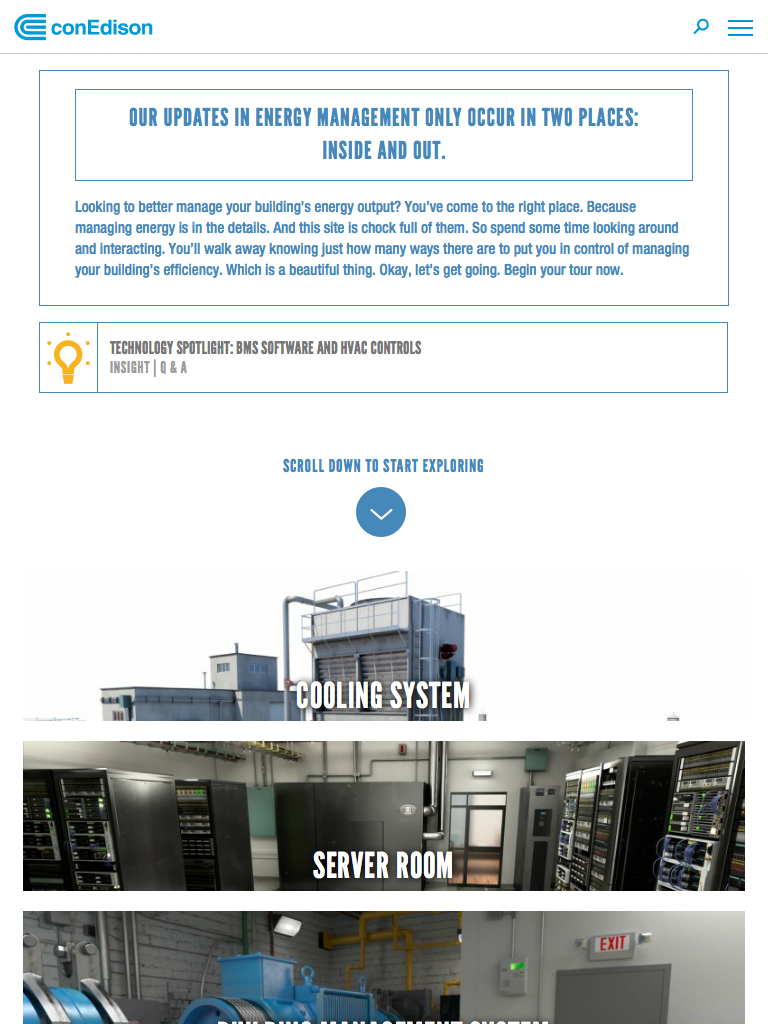 conEdison
OUR UPDATES IN ENERGY MANAGEMENT ONLY OCCUR IN TWO PLACES:
INSIDE AND OUT.
Looking to better manage your building's energy output? You've come to the right place. Because
managing energy is in the details. And this site is chock full of them. So spend some time looking around
and interacting. You'll walk away knowing just how many ways there are to put you in control of managing
your building's efficiency. Which is a beautiful thing. Okay, let's get going. Begin your tour now.
TECHNOLOGY SPOTLIGHT: BMS SOFTWARE AND HVAC CONTROLS
INSIGHT | Q & A
SCROLL DOWN TO START EXPLORING
COOLING SYSTEM
SERVER ROOM
EXIT
BUILDING MANAGEMENT SYSTEM